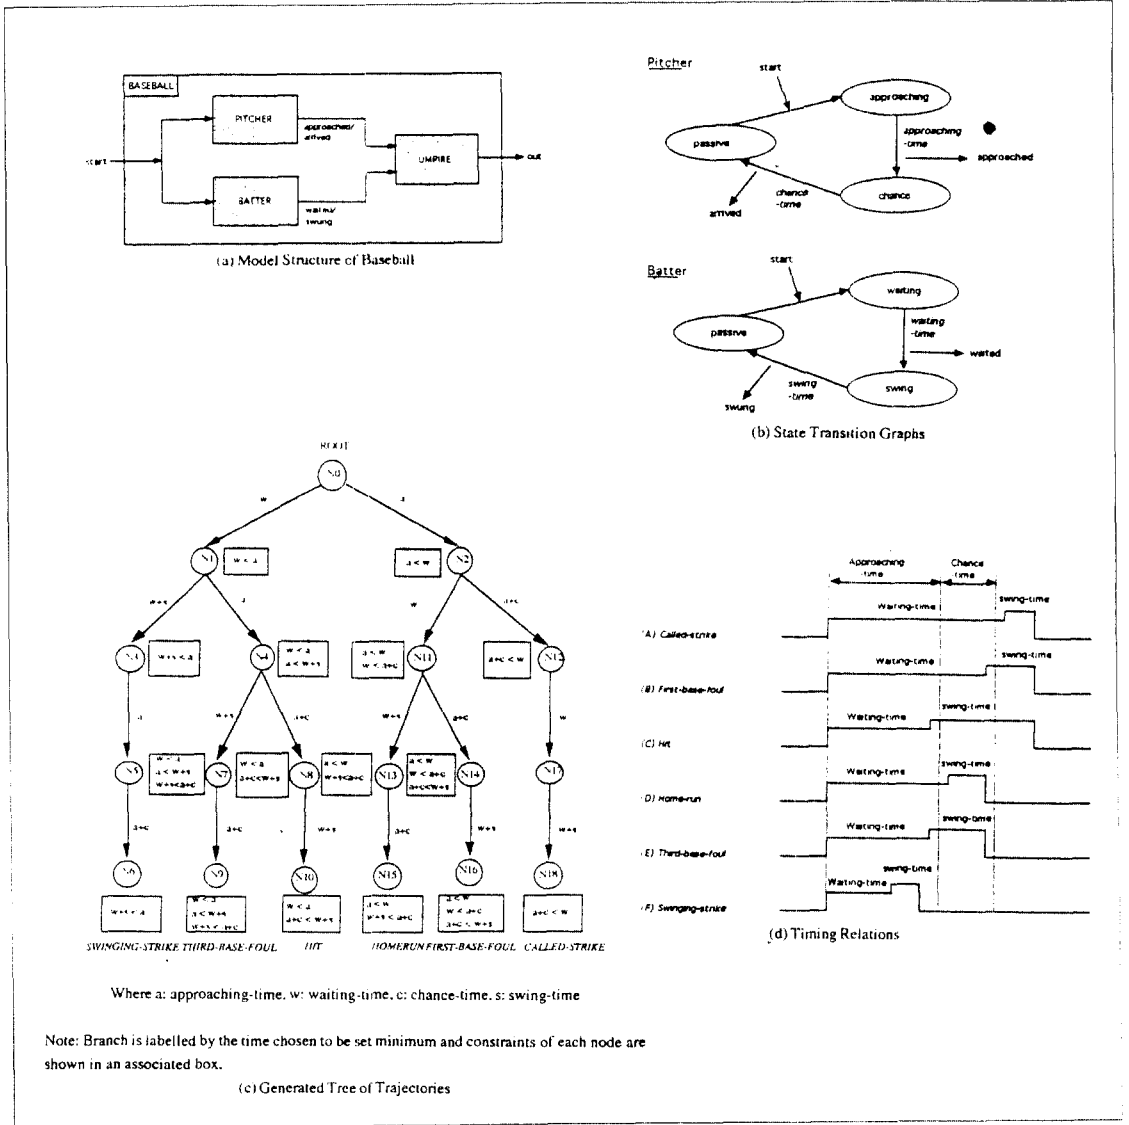 BASEBALL
PITCHER
approached/
arrived
UMPIRE
start
out
BATTER
swung
(a) Model Structure of Baseball
Pitcher
start
approaching
passive
approaching
-time
approached
chance
chance
-time
arrived
Batter
start
waiting
passive
waiting
-time
waited
swing
swing
-time
swung
(b) State Transition Graphs
ROOT
N0
w
a
N1
w < a
N2
a < w
w+s
a
w
a+c
N3
w+s < a
N4
w < a
a < w+s
a < w
w < a+c
N11
a+c < w
N12
a
w+s
a+c
w+s
a+c
w
N5
w < a
a < w+s
w+s<a+c
N7
w < a
a+c<w+s
N8
a < w
w+s<a+c
N13
a < w
w < a+c
a+c<w+s
N14
N17
a+c
a+c
w+s
a+c
w+s
w+s
N6
N9
N10
N15
N16
N18
w+s < a
w < a
a < w+s
w+s < a+c
w < a
a+c < w+s
a < w
w+s < a+c
a < w
w < a+c
a+c < w+s
a+c < w
SWINGING-STRIKE THIRD-BASE-FOUL HIT HOMERUN FIRST-BASE-FOUL CALLED-STRIKE
Where a: approaching-time, w: waiting-time, c: chance-time, s: swing-time
Note: Branch is labelled by the time chosen to be set minimum and constraints of each node are
shown in an associated box.
(c) Generated Tree of Trajectories
Approaching
-time
Chance
time
Waiting-time
swing-time
(A) Called-strike
Waiting-time
swing-time
(B) First-base-foul
Waiting-time
swing-time
(C) Hit
Waiting-time
swing-time
(D) Home-run
Waiting-time
swing-time
(E) Third-base-foul
Waiting-time
swing-time
(F) Swinging-strike
(d) Timing Relations